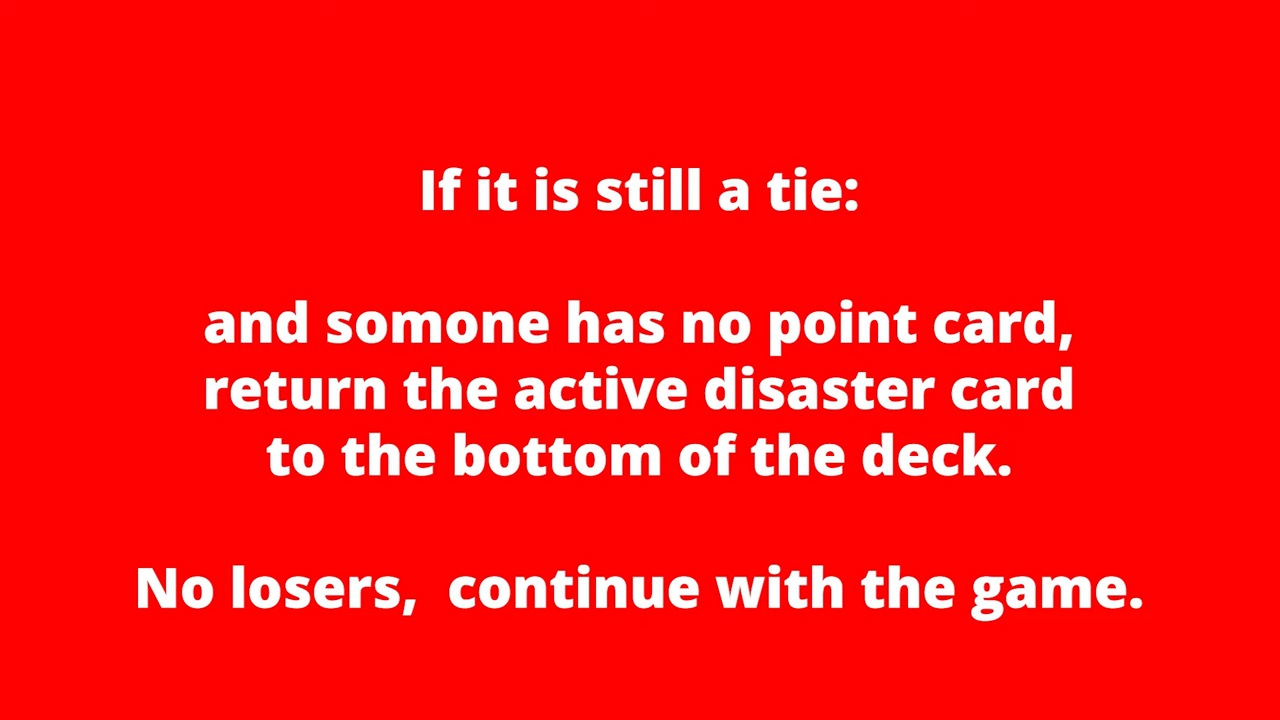 If it is still a tie:
and somone has no point card,
return the active disaster card
to the bottom of the deck.
No losers,  continue with the game.